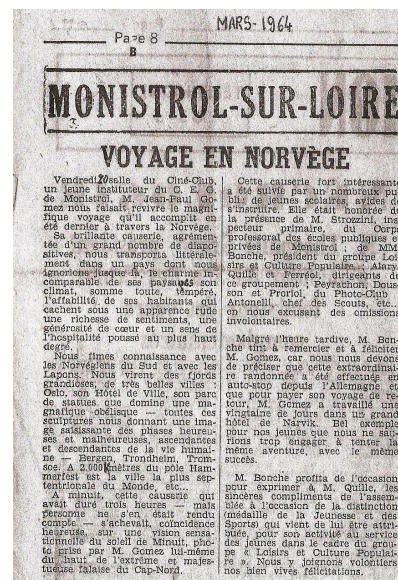 MARS-1964
Page 8
B
MONISTROL-SUR-LOIRE
3.
VOYAGE EN NORVÈGE
Vendredi 20 salle du Ciné-Club,
un jeune instituteur du C. E. G.
de Monistrol, M. Jean-Paul Go-
mez nous faisait revivre le magni-
fique voyage qu'il accomplit en
été dernier à travers la Norvège.
Sa brillante causerie, agrémen-
tée d'un grand nombre de diapo-
sitives, nous transporta littérale-
ment dans un pays dont nous
ignorions jusque là, le charme in-
comparable de ses paysages son
climat, somme toute, tempéré,
l'affabilité, de ses habitants qui
cachent sous une apparence rude
une richesse de sentiments, une
générosité de cœur et un sens de
l'hospitalité poussé au plus haut
degré.
Nous fîmes connaissance avec
les Norvégiens du Sud et avec les
Lapons. Nous vîmes des fjords
grandioses, de très belles villes :
Oslo, son Hôtel de Ville, son parc
de statues que domine une ma-
gnifique obélisque — toutes ces
sculptures nous donnant une ima-
ge saisissante des phases heureu-
ses et malheureuses, ascendantes
et descendantes de la vie humai-
ne — Bergen, Trondheim, Trom-
soe. A 2.000 Kmètres du pôle Ham-
merfest est la ville la plus sep-
tentrionale du Monde, etc...
A minuit, cette causerie qui
avait duré trois heures — mais
personne ne s'en était rendu
compte — s'achevait, coïncidence
heureuse, sur une vision sensa-
tionnelle du soleil de Minuit, pho-
to prise par M. Gomez lui-même
du haut de l'extrême et majes-
tueuse falaise du Cap-Nord.
Cette causerie fort intéressante
a été suivie par un nombreux pu-
blic de jeunes scolaires, avides de
s'instruire. Elle était honorée de
la présence de M. Strozzini, ins-
pecteur primaire, du Corps
professoral des écoles publiques et
privées de Monistrol ; de MM.
Bonche, président du groupe Loi-
sirs et Culture Populaire ; Alary,
Quille et Ferréol, dirigeants de
ce groupement ; Peyrachon, Dous-
son et Proriol, du Photo-Club ;
Antonelli, chef des Scouts, etc...
en nous excusant des omissions
involontaires.
Malgré l'heure tardive, M. Bon-
che tint à remercier et à féliciter
M. Gomez, car nous nous devons
de préciser que cette extraordinai-
re randonnée a été effectuée en
auto-stop depuis l'Allemagne et
que pour payer son voyage de re-
tour, M. Gomez a travaillé une
vingtaine de jours dans un grand
hôtel de Narvik. Bel exemple
pour nos jeunes que nous ne sau-
rions trop engager à tenter la
même aventure, avec le même
succès.
M. Bonche profita de l'occasion
pour exprimer à M. Quille, les
sincères compliments de l'assem-
blée à l'occasion de la distinction
(médaille de la Jeunesse et des
Sports) qui vient de lui être attri-
buée, pour son activité au service
des jeunes dans le cadre du grou-
pe « Loisirs et Culture Populai-
re ». Nous y joignons volontiers
nos bien vives félicitations.